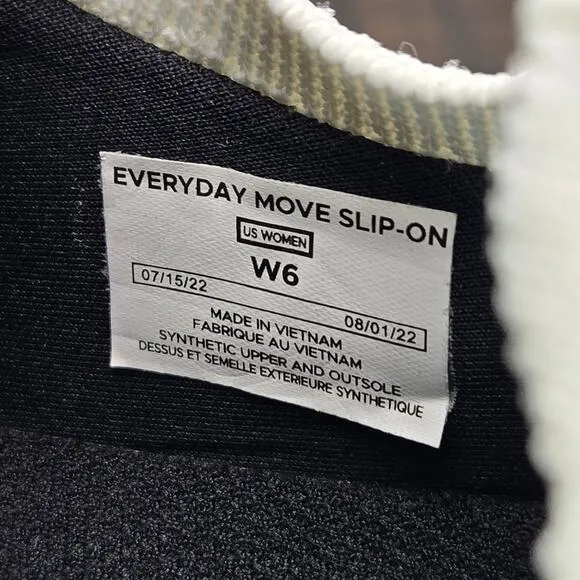 EVERYDAY MOVE SLIP-ON
US WOMEN
W6
07/15/22 08/01/22
MADE IN VIETNAM
FABRIQUE AU VIETNAM
SYNTHETIC UPPER AND OUTSOLE
DESSUS ET SEMELLE EXTERIEURE SYNTHETIQUE